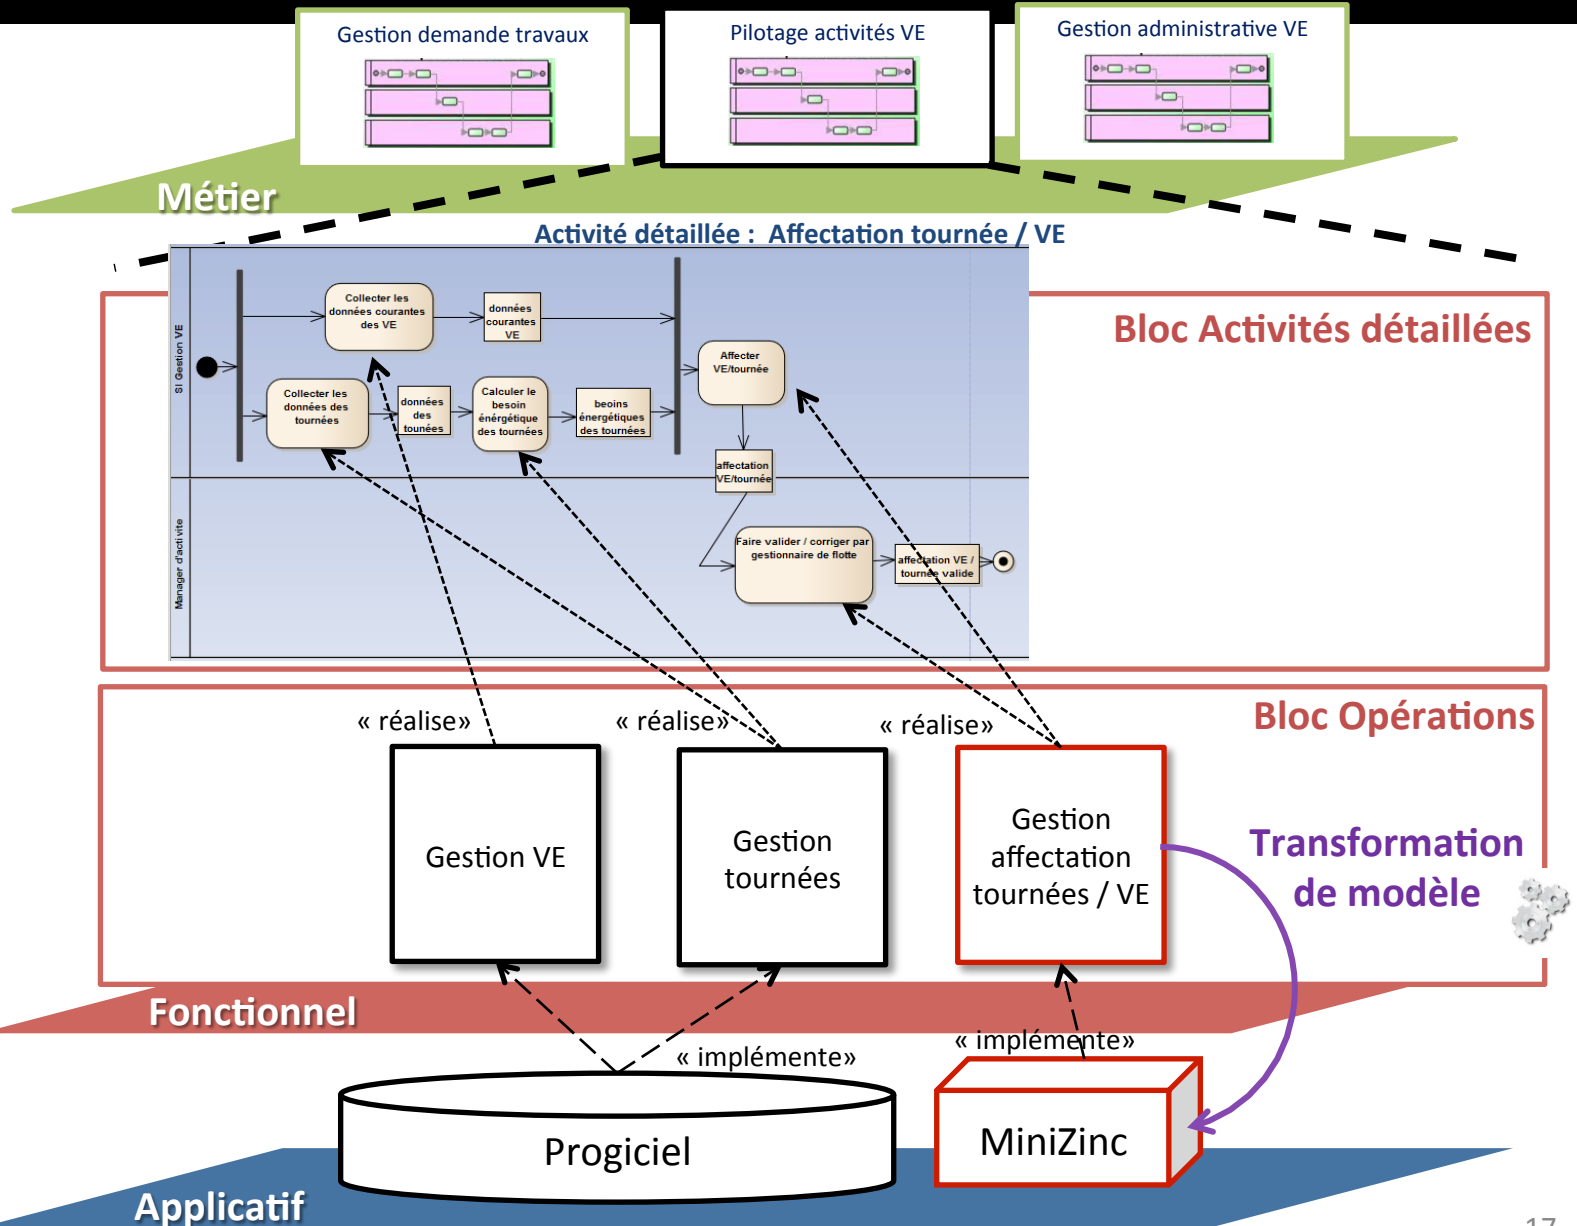 Gestion demande travaux
Pilotage activités VE
Gestion administrative VE
Métier
Activité détaillée : Affectation tournée / VE
Bloc Activités détaillées
SI Gestion VE
Collecter les
données courantes
des VE
données
courantes
VE
Affecter
VE/tournée
Collecter les
données des
tournées
données
des
tounées
Calculer le
besoin
énérgétique
des tournées
beoins
énergétiques
des tournées
affectation
VE/tournée
Manager d'acti vite
Faire valider / corriger par
gestionnaire de flotte
affectation VE /
tournée valide
Bloc Opérations
« réalise»
« réalise»
« réalise»
Gestion VE
Gestion
tournées
Gestion
affectation
tournées / VE
Transformation
de modèle
Fonctionnel
« implémente»
« implémente»
Progiciel
MiniZinc
Applicatif
17